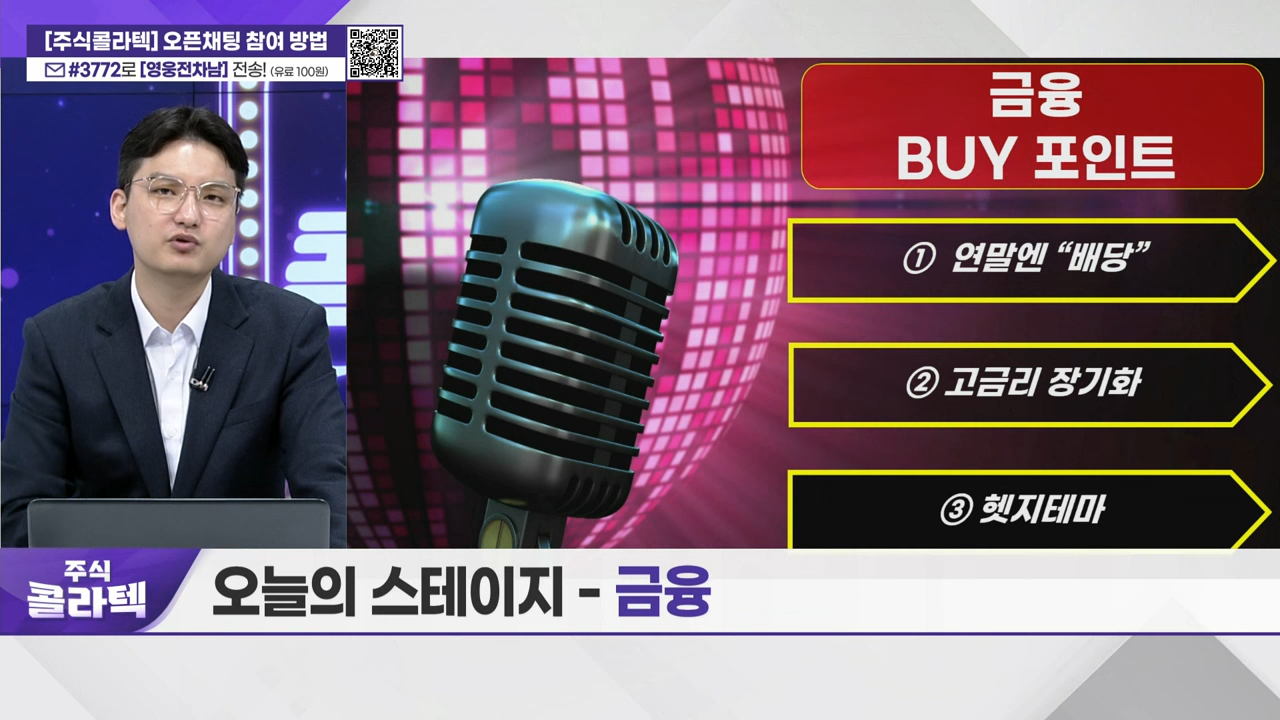 [주식콜라텍] 오픈채팅 참여 방법
#3772로 [영웅전차남] 전송! (유료 100원)
금융
BUY 포인트
① 연말엔 “배당”
② 고금리 장기화
③ 헷지테마
주식
콜라텍
오늘의 스테이지 - 금융